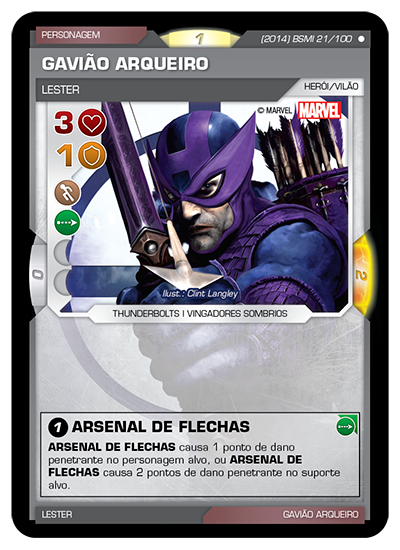 PERSONAGEM
1
(2014) BSMI 21/100
GAVIÃO ARQUEIRO
LESTER
HERÓI/VILÃO
3
© MARVEL MARVEL
1
0
2
Ilust.: Clint Langley
THUNDERBOLTS | VINGADORES SOMBRIOS
1 ARSENAL DE FLECHAS
ARSENAL DE FLECHAS causa 1 ponto de dano
penetrante no personagem alvo, ou ARSENAL DE
FLECHAS causa 2 pontos de dano penetrante no suporte
alvo.
LESTER
GAVIÃO ARQUEIRO